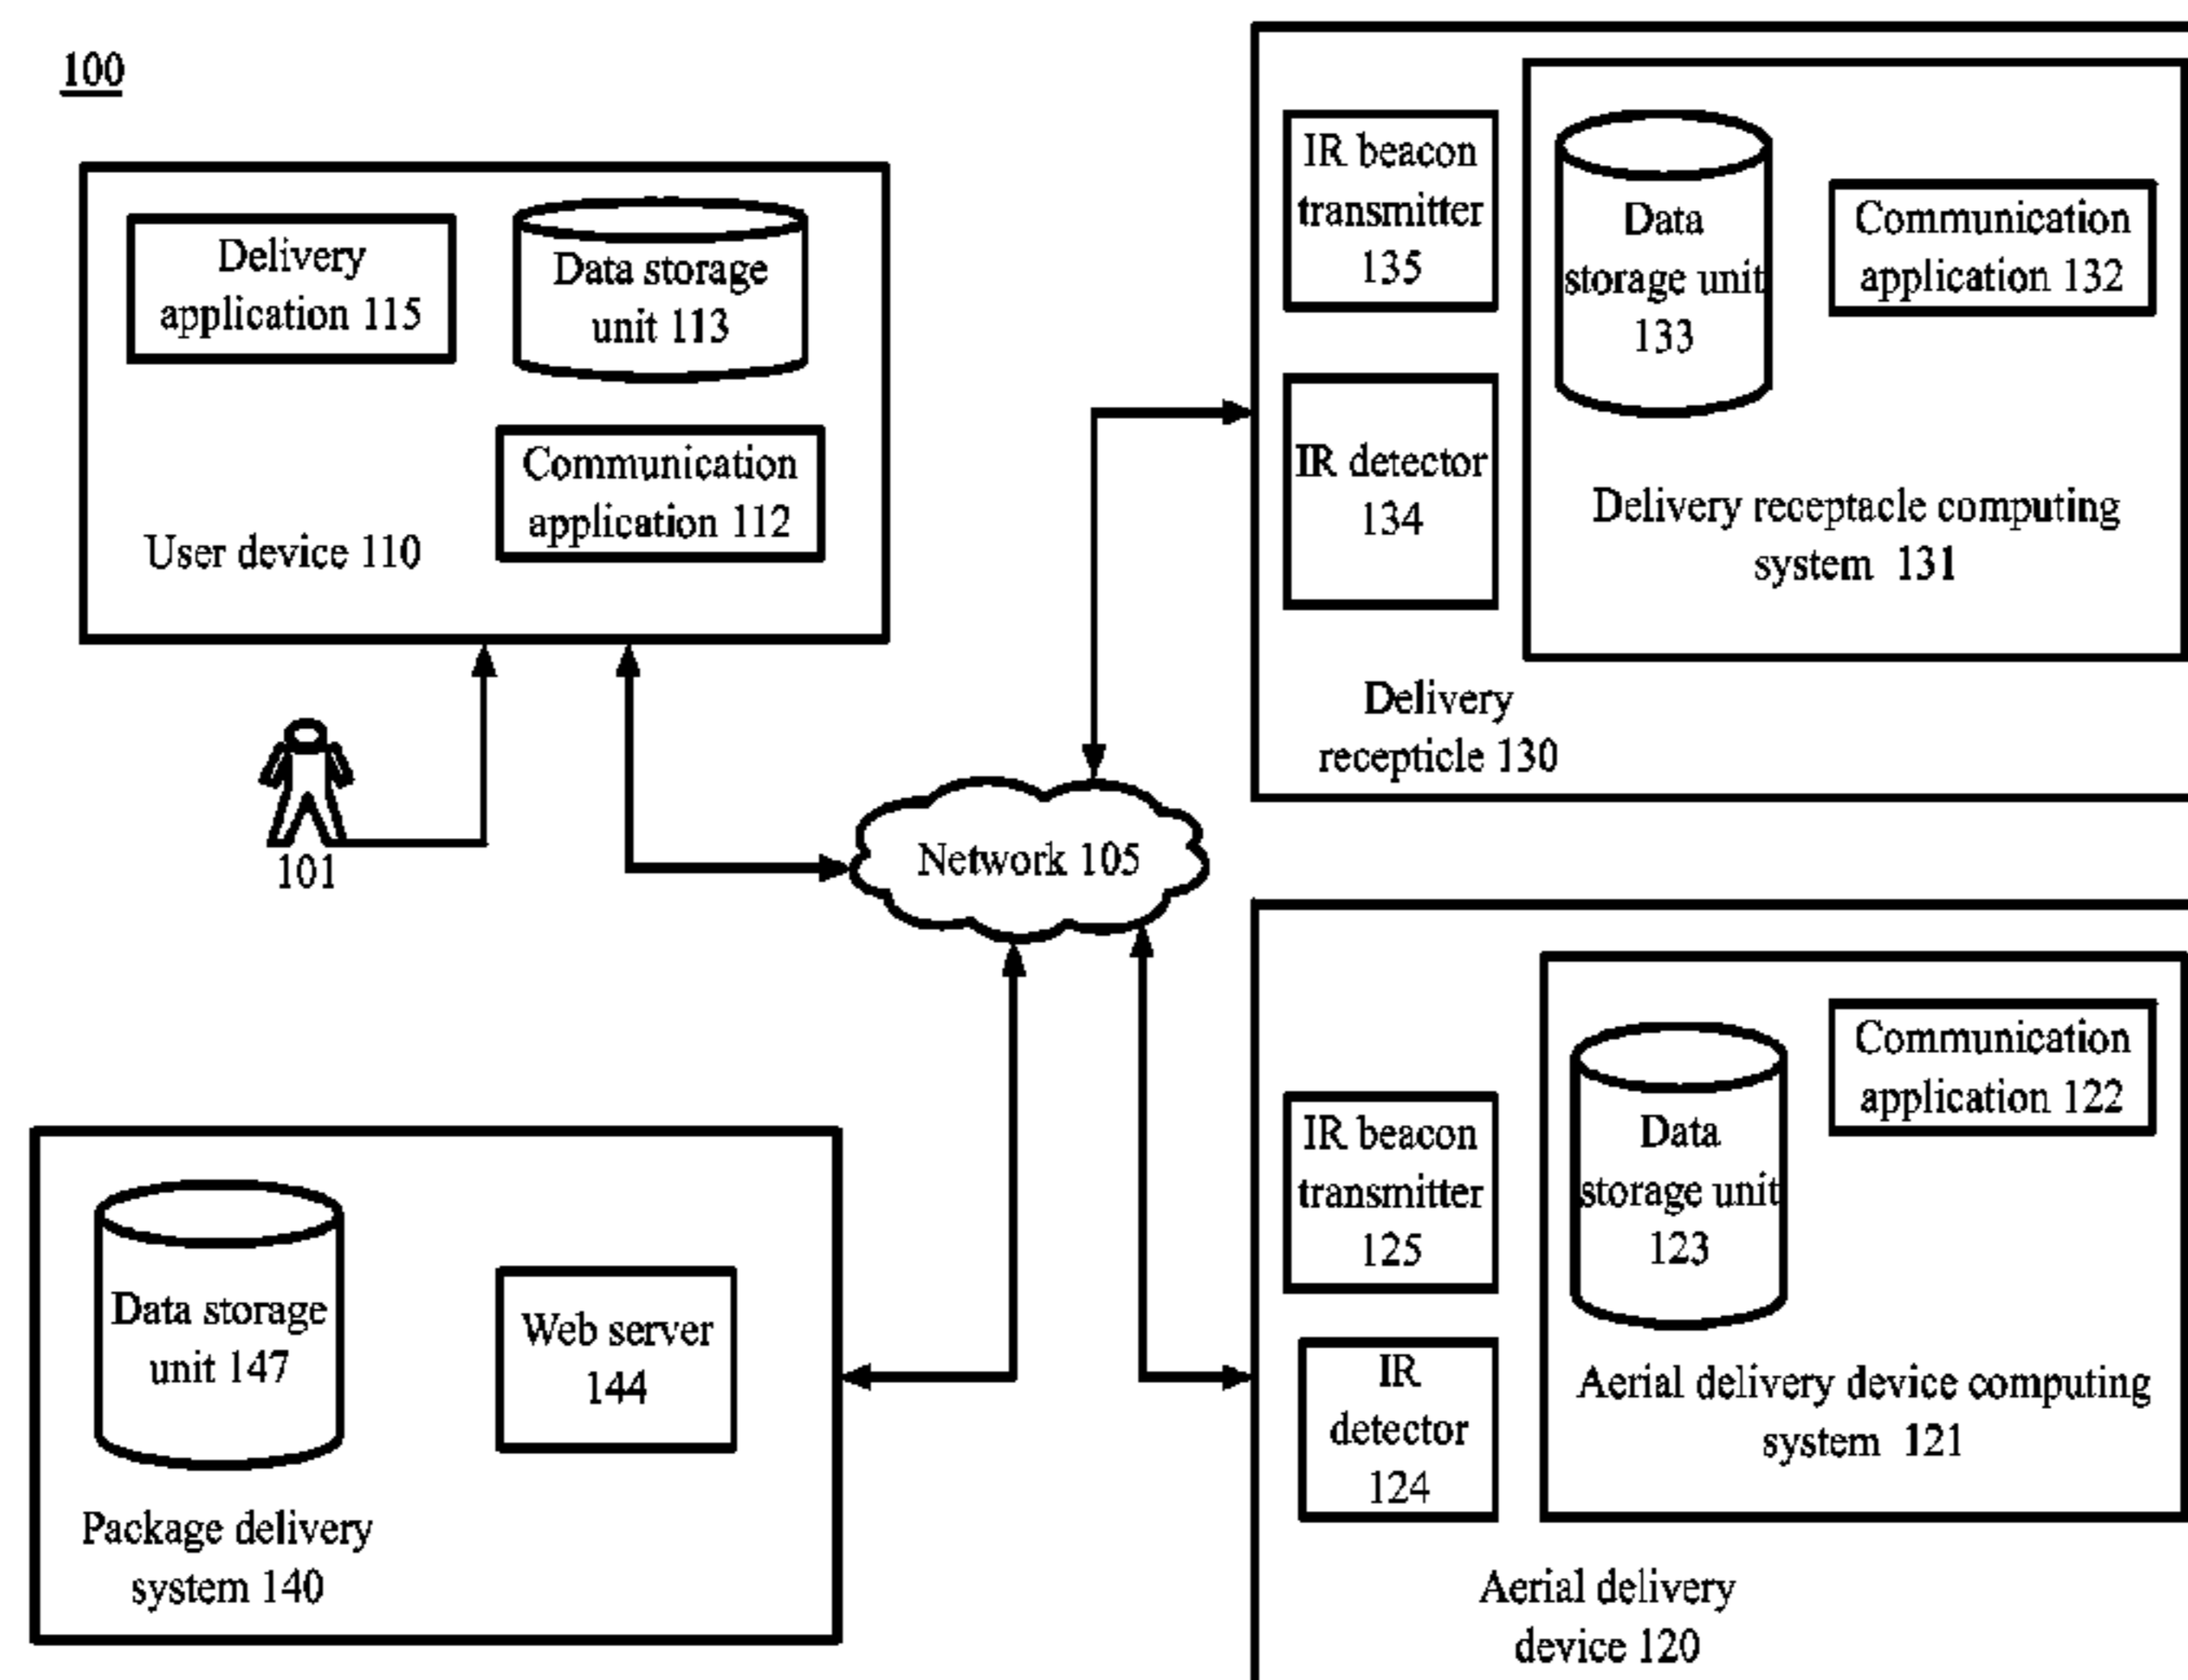 100
Delivery
application 115
Data storage
unit 113
Communication
application 112
User device 110
101
Network 105
IR beacon
transmitter
135
Data
storage unit
133
Communication
application 132
IR detector
134
Delivery receptacle computing
system 131
Delivery
recepticle 130
Data storage
unit 147
Web server
144
Package delivery
system 140
IR beacon
transmitter
125
Data
storage unit
123
Communication
application 122
IR
detector
124
Aerial delivery device computing
system 121
Aerial delivery
device 120